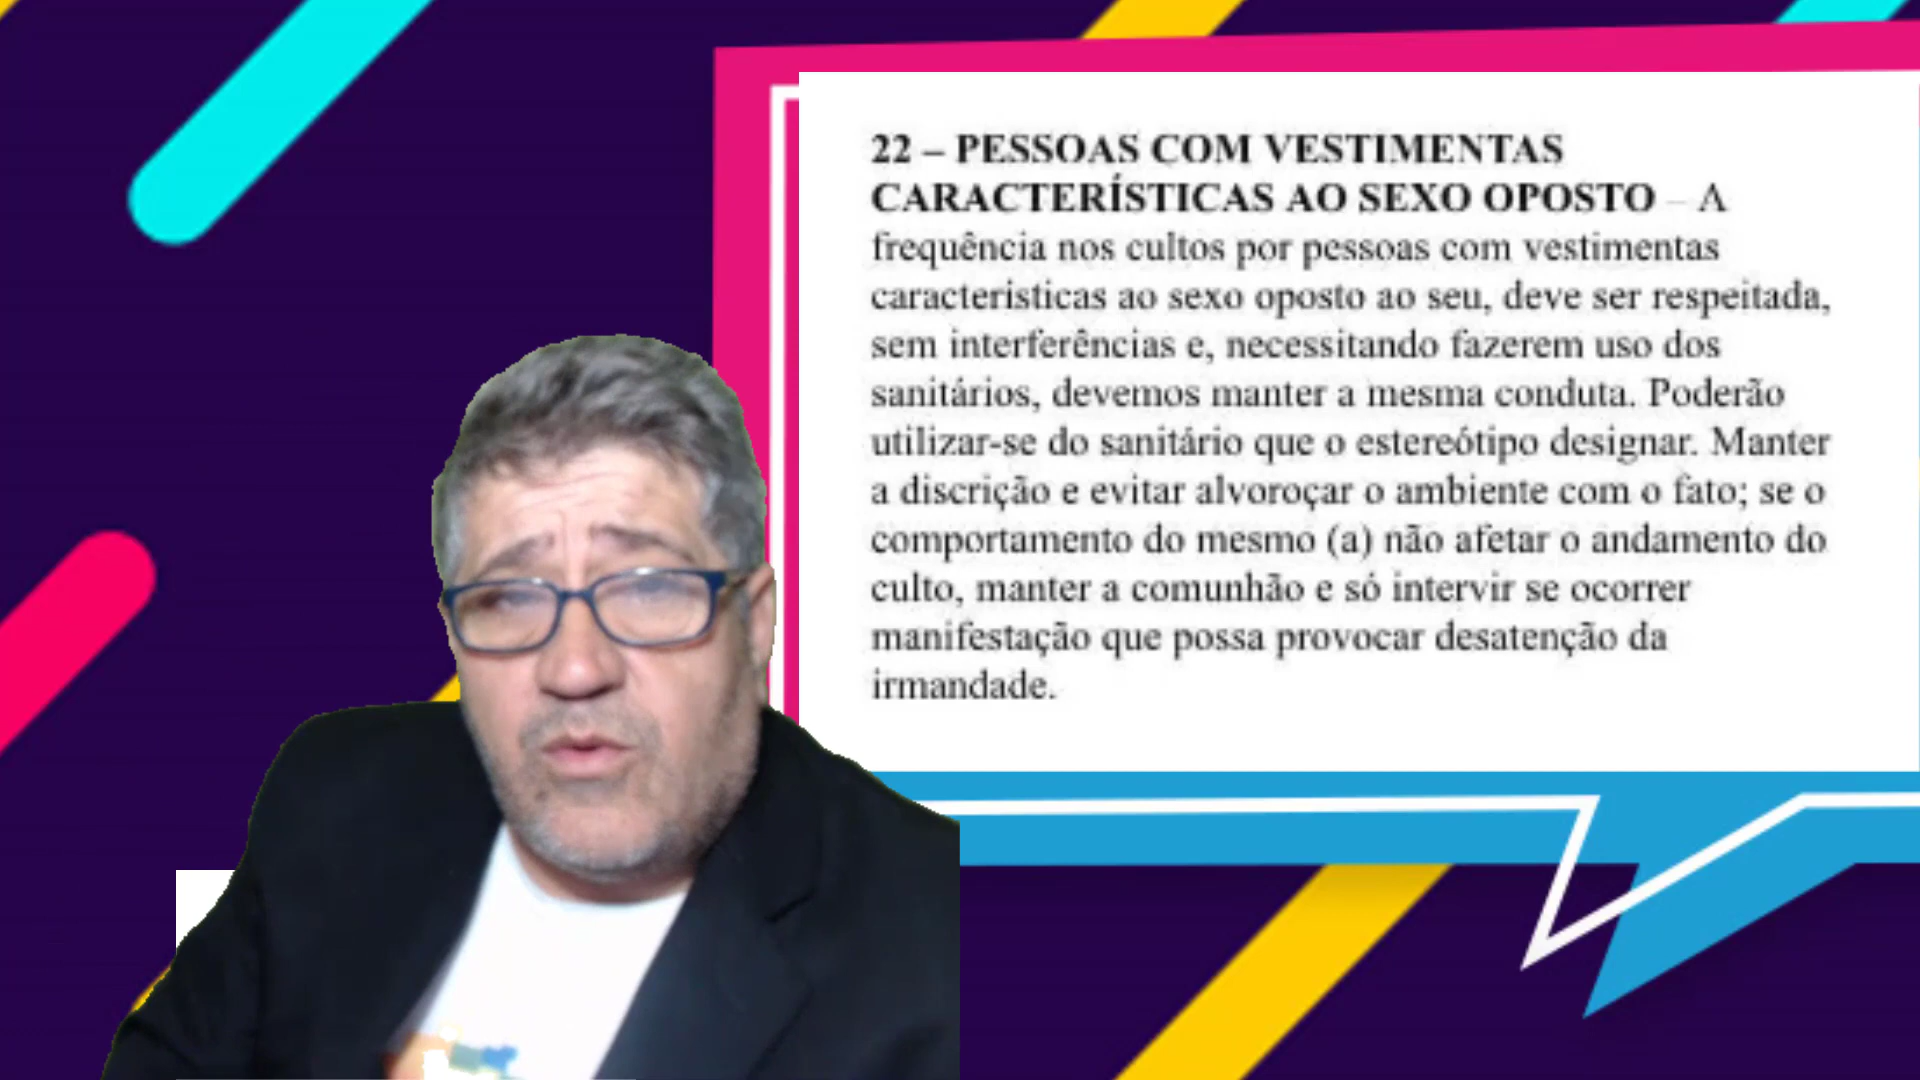 22 – PESSOAS COM VESTIMENTAS
CARACTERÍSTICAS AO SEXO OPOSTO – A
frequência nos cultos por pessoas com vestimentas
características ao sexo oposto ao seu, deve ser respeitada,
sem interferências e, necessitando fazerem uso dos
sanitários, devemos manter a mesma conduta. Poderão
utilizar-se do sanitário que o estereótipo designar. Manter
a discrição e evitar alvoroçar o ambiente com o fato; se o
comportamento do mesmo (a) não afetar o andamento do
culto, manter a comunhão e só intervir se ocorrer
manifestação que possa provocar desatenção da
irmandade.